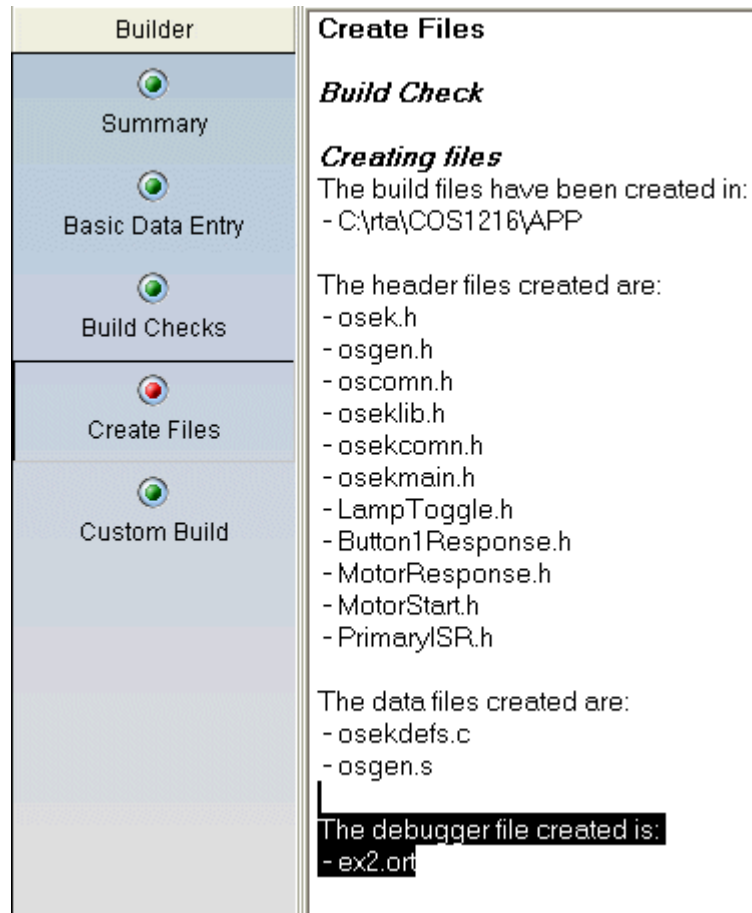 Builder
Summary
Basic Data Entry
Build Checks
Create Files
Custom Build
Create Files
Build Check
Creating files
The build files have been created in:
- C:\rta\COS1216\APP
The header files created are:
- osek.h
- osgen.h
- oscomn.h
- oseklib.h
- osekcomn.h
- osekmain.h
- LampToggle.h
- Button1Response.h
- MotorResponse.h
- MotorStart.h
- PrimaryISR.h
The data files created are:
- osekdefs.c
- osgen.s
The debugger file created is:
- ex2.ort